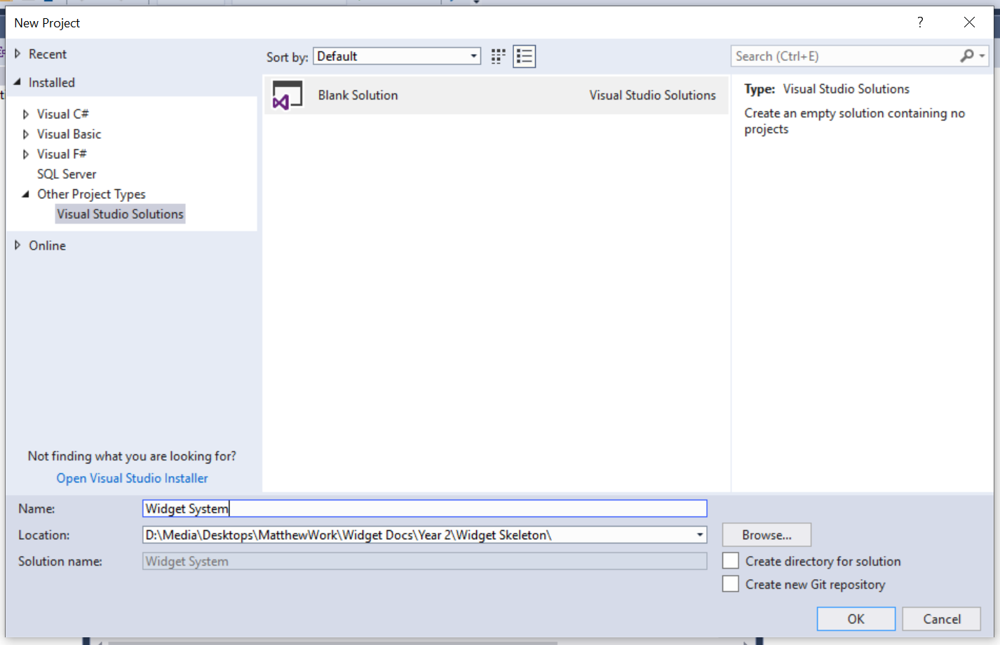 New Project
?
Recent
Installed
Visual C#
Visual Basic
Visual F#
SQL Server
Other Project Types
Visual Studio Solutions
Online
Not finding what you are looking for?
Open Visual Studio Installer
Sort by: Default
Search (Ctrl+E)
Blank Solution Visual Studio Solutions
Type: Visual Studio Solutions
Create an empty solution containing no
projects
Name: Widget System
Location: D:\Media\Desktops\MatthewWork\Widget Docs\Year 2\Widget Skeleton\ Browse...
Solution name: Widget System
Create directory for solution
Create new Git repository
OK Cancel